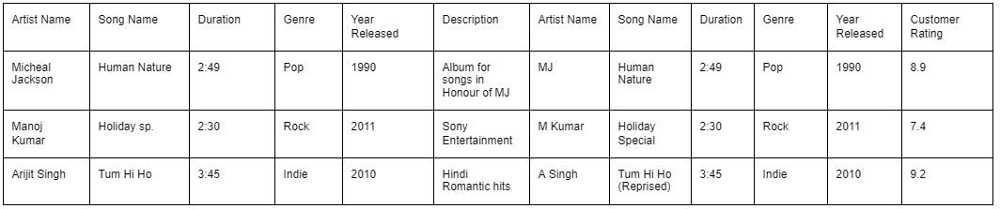 Artist Name Song Name Duration Genre Year Released Description Artist Name Song Name Duration Genre Year Released Customer Rating
Micheal Jackson Human Nature 2:49 Pop 1990 Album for songs in Honour of MJ MJ Human Nature 2:49 Pop 1990 8.9
Manoj Kumar Holiday sp. 2:30 Rock 2011 Sony Entertainment M Kumar Holiday Special 2:30 Rock 2011 7.4
Arijit Singh Tum Hi Ho 3:45 Indie 2010 Hindi Romantic hits A Singh Tum Hi Ho (Reprised) 3:45 Indie 2010 9.2